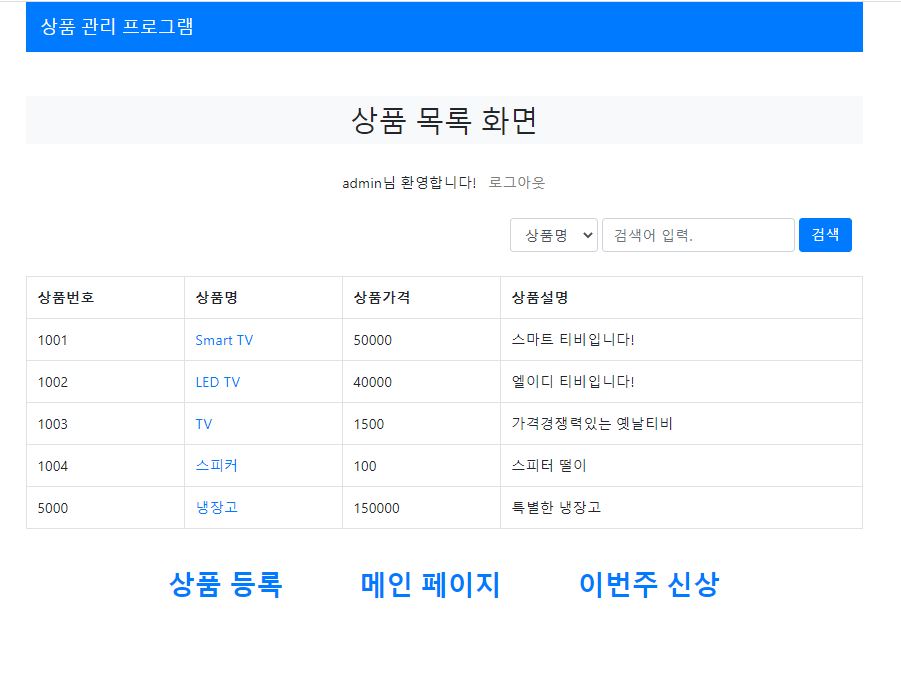 상품 관리 프로그램
상품 목록 화면
admin님 환영합니다! 로그아웃
상품명 검색어 입력. 검색
상품번호 상품명 상품가격 상품설명
1001 Smart TV 50000 스마트 티비입니다!
1002 LED TV 40000 엘이디 티비입니다!
1003 TV 1500 가격경쟁력있는 옛날티비
1004 스피커 100 스피터 떨이
5000 냉장고 150000 특별한 냉장고
상품 등록 메인 페이지 이번주 신상